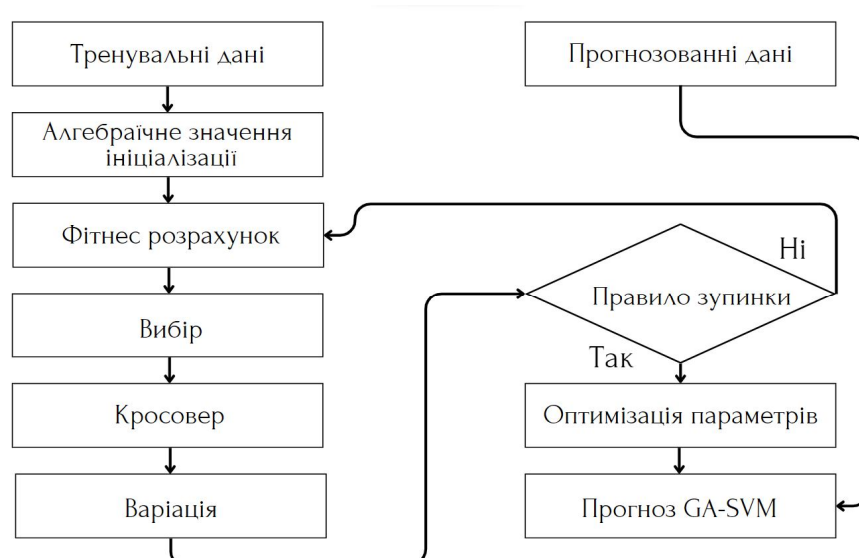 Тренувальні дані
Алгебраїчне значення
ініціалізації
Фітнес розрахунок
Вибір
Кросовер
Варіація
Прогнозованні дані
Ні
Правило зупинки
Так
Оптимізація параметрів
Прогноз GA-SVM